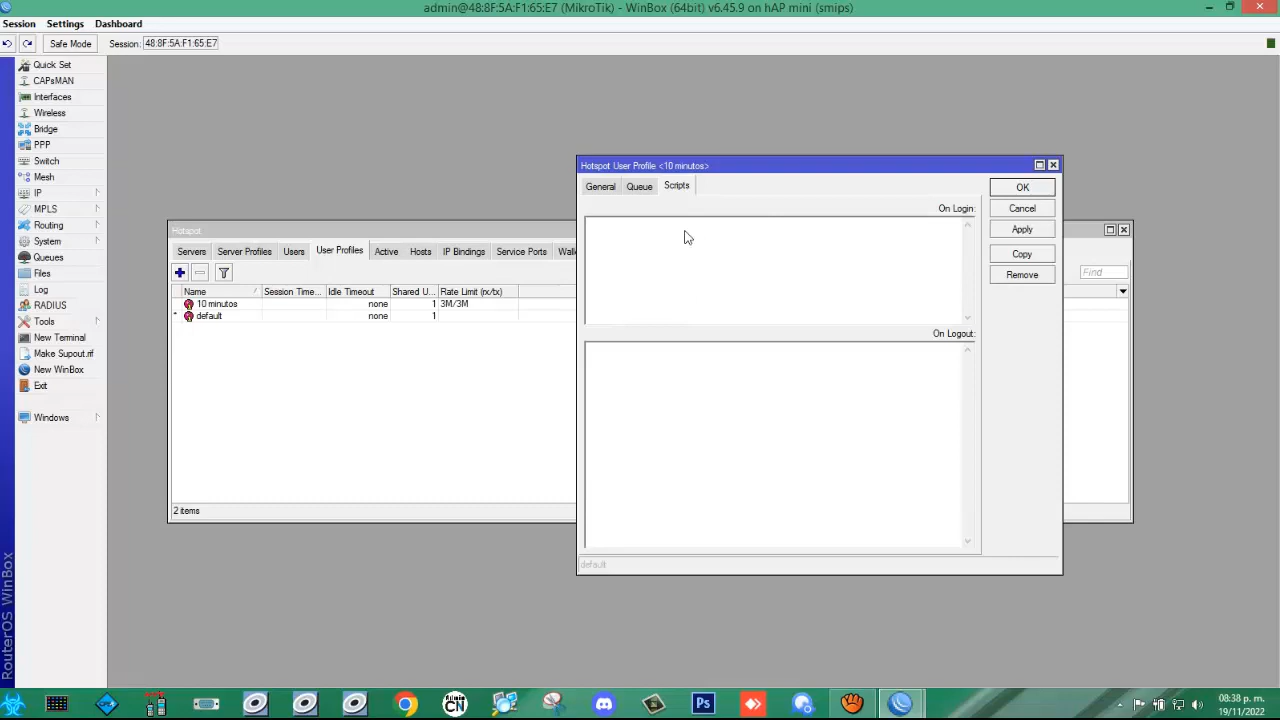 admin@48:8F:5A:F1:65:E7 (MikroTik) - WinBox (64bit) v6.45.9 on hAP mini (smips)
Session Settings Dashboard
Safe Mode Session: 48:8F:5A:F1:65:E7
Quick Set
CAPsMAN
Interfaces
Wireless
Bridge
PPP
Switch
Mesh
IP
MPLS
Routing
System
Queues
Files
Log
RADIUS
Tools
New Terminal
Make Supout.rif
New WinBox
Exit
Windows
RouterOS WinBox
Hotspot
Servers Server Profiles Users User Profiles Active Hosts IP Bindings Service Ports Walle
Find
Name Session Time... Idle Timeout Shared U... Rate Limit (rx/tx)
10 minutos none 1 3M/3M
* default none 1
2 items
Hotspot User Profile <10 minutos>
General Queue Scripts
On Login:
On Logout:
OK
Cancel
Apply
Copy
Remove
default
Admin
CN
Ps
08:38 p. m.
19/11/2022